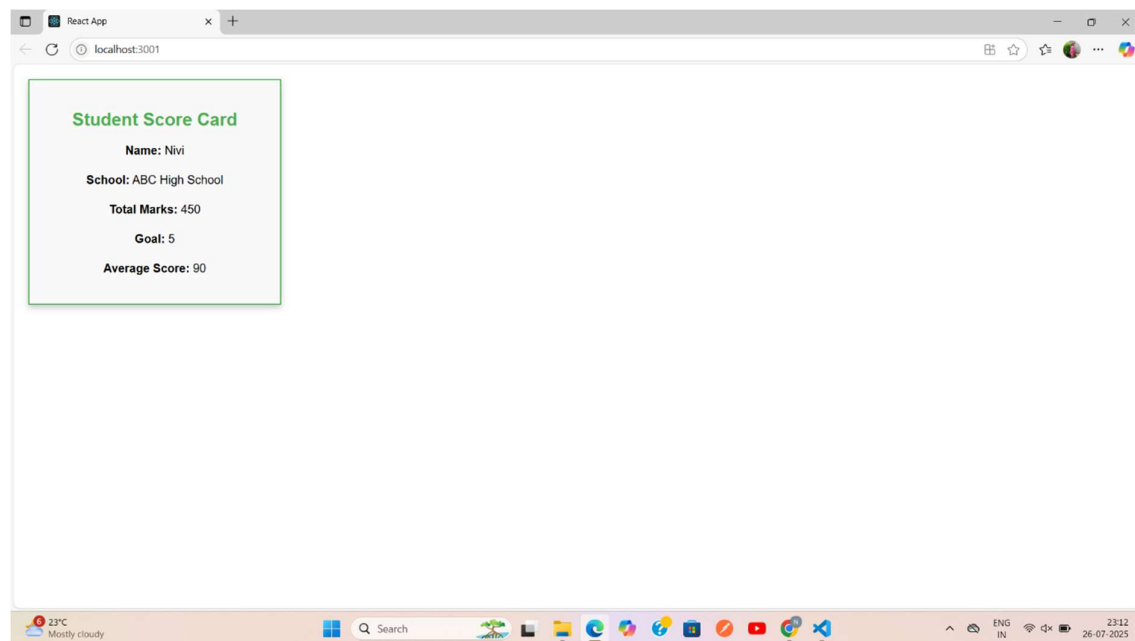 React App
localhost:3001
Student Score Card
Name: Nivi
School: ABC High School
Total Marks: 450
Goal: 5
Average Score: 90
6
23°C
Mostly cloudy
Search
ENG
IN
23:12
26-07-2025